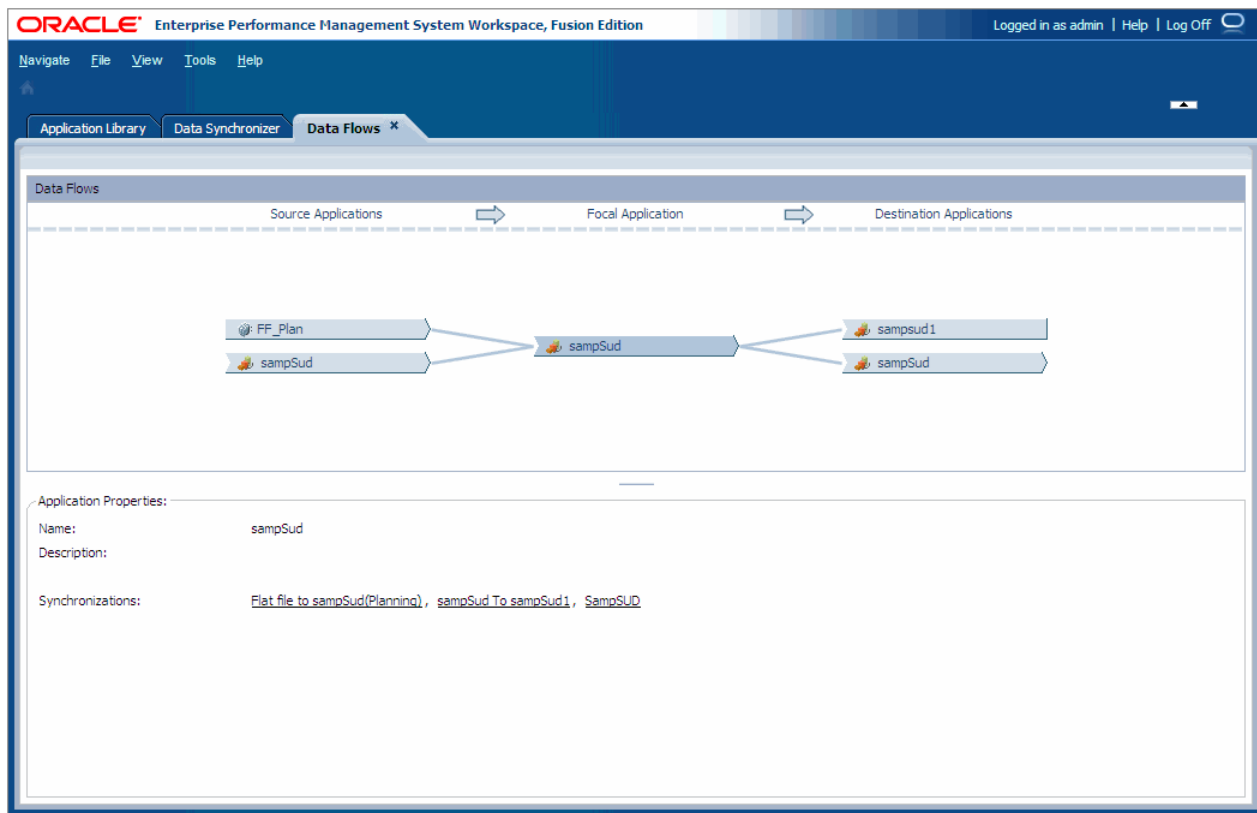 ORACLE Enterprise Performance Management System Workspace, Fusion Edition Logged in as admin | Help | Log Off
Navigate File View Tools Help
Application Library Data Synchronizer Data Flows ×
Data Flows
Source Applications Focal Application Destination Applications
FF_Plan sampSud sampsud1
sampSud sampSud
Application Properties:
Name: sampSud
Description:
Synchronizations: Flat file to sampSud(Planning), sampSud To sampSud1, SampSUD